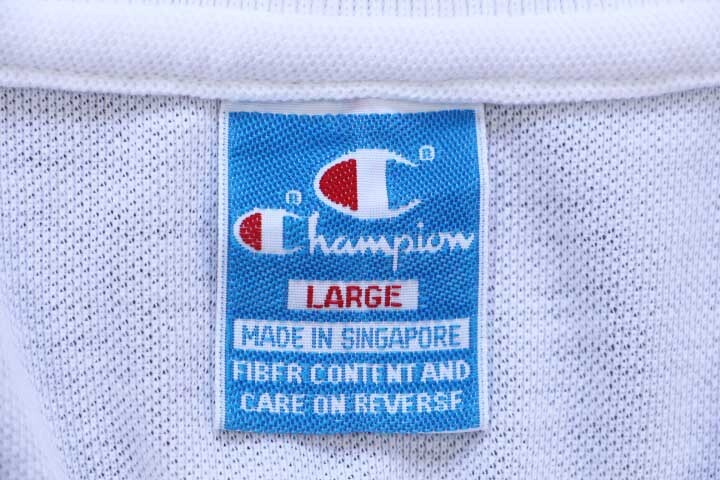 ®
® Champion
LARGE
MADE IN SINGAPORE
FIBER CONTENT AND
CARE ON REVERSE